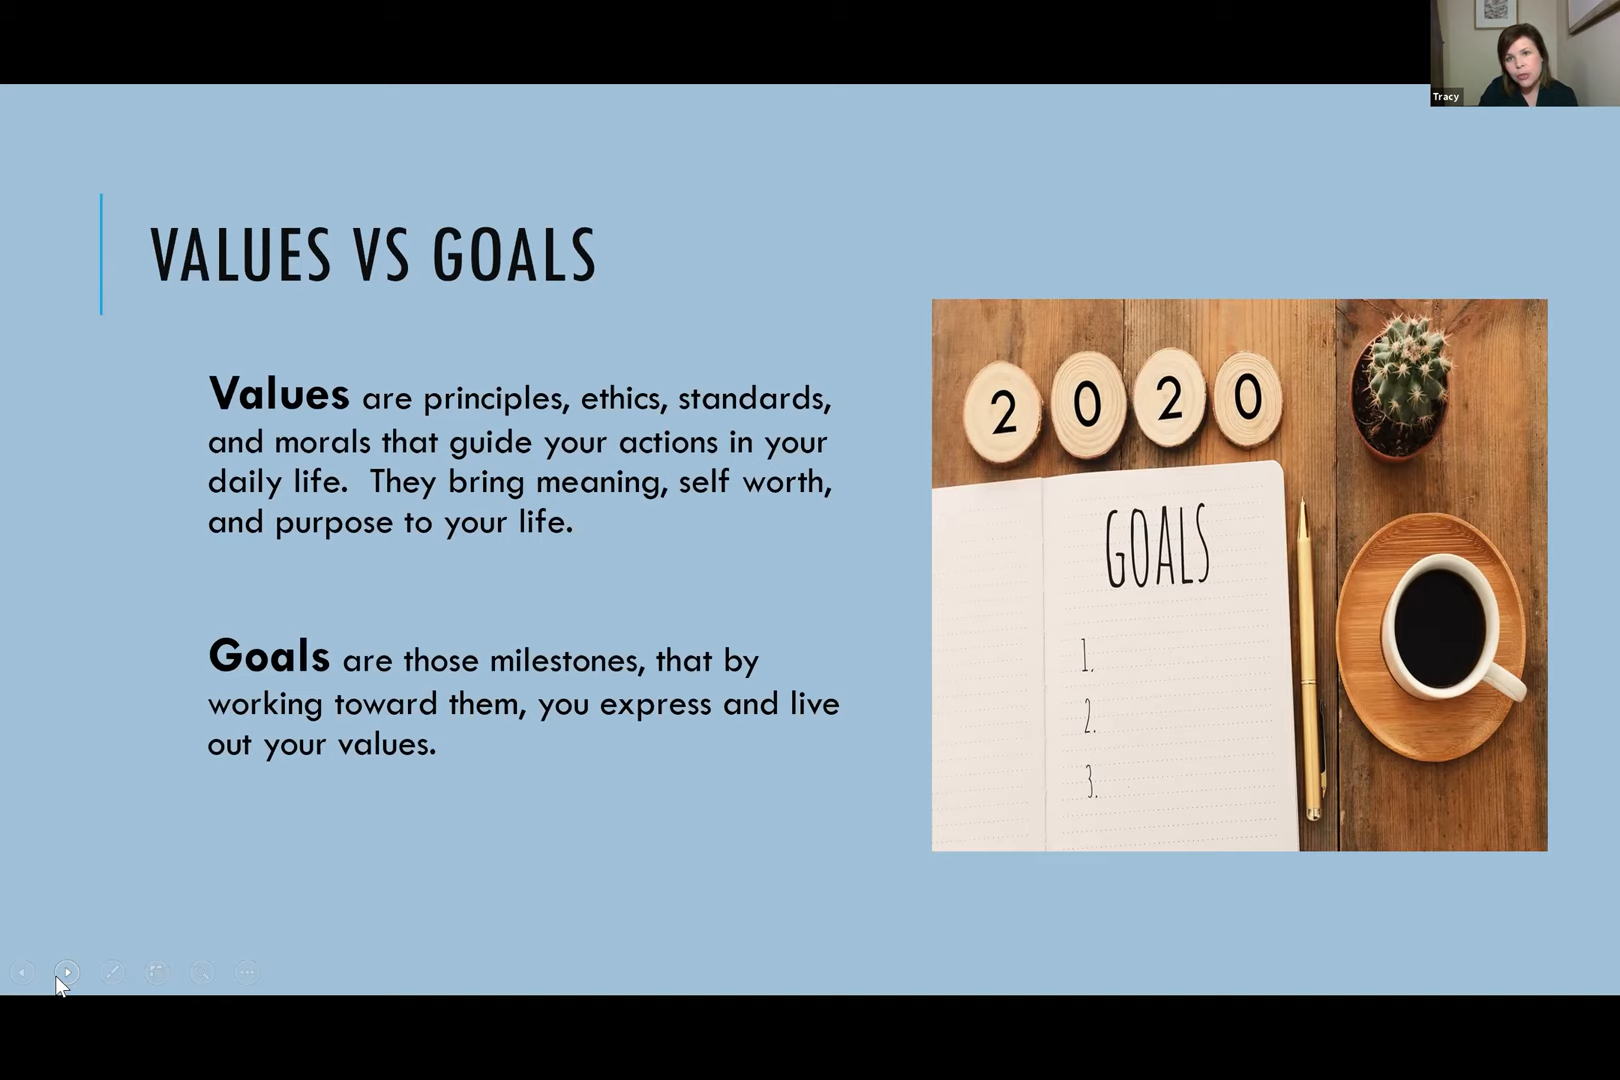 Tracy
VALUES VS GOALS
Values are principles, ethics, standards,
and morals that guide your actions in your
daily life. They bring meaning, self worth,
and purpose to your life.
Goals are those milestones, that by
working toward them, you express and live
out your values.
2020
GOALS
1.
2.
3.